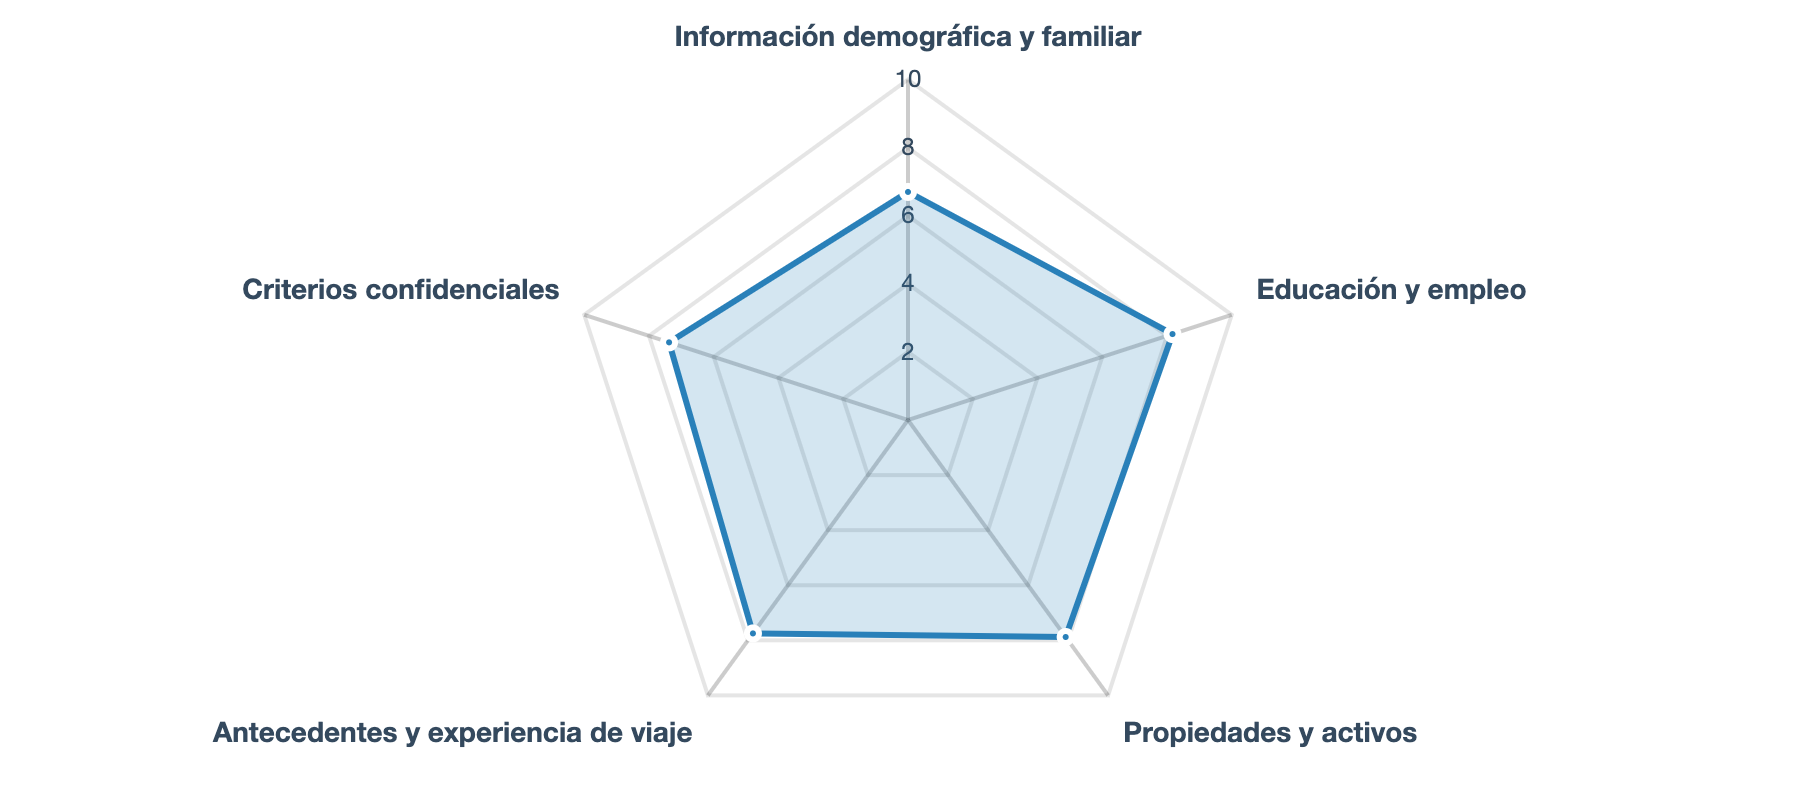 Información demográfica y familiar
10
8
6
4
2
Criterios confidenciales
Educación y empleo
Antecedentes y experiencia de viaje
Propiedades y activos